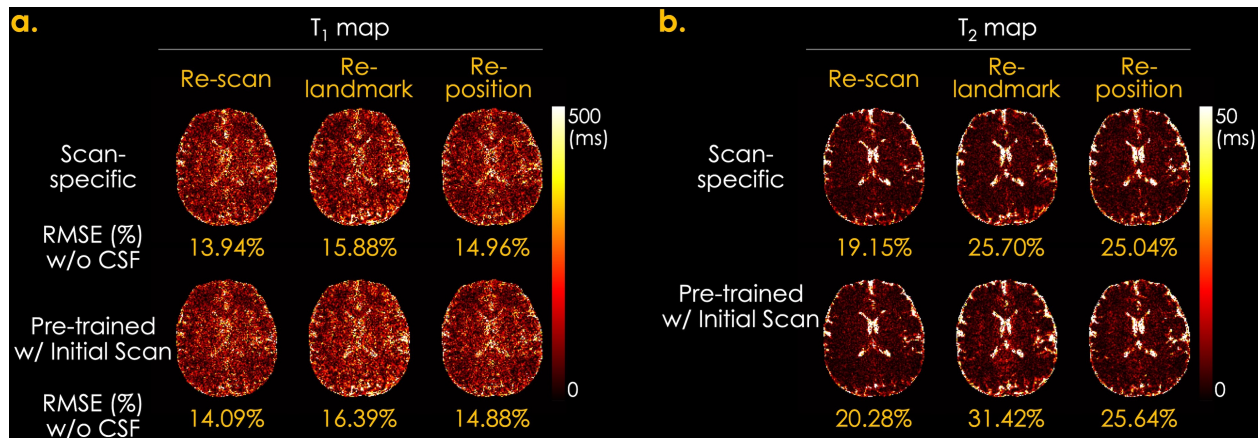 a.
T₁ map
Re-scan
Re-
landmark
Re-
position
500
(ms)
0
Scan-
specific
RMSE (%)
w/o CSF
13.94% 15.88% 14.96%
Pre-trained
w/ Initial Scan
RMSE (%)
w/o CSF
14.09% 16.39% 14.88%
b.
T₂ map
Re-scan
Re-
landmark
Re-
position
50
(ms)
0
Scan-
specific
19.15% 25.70% 25.04%
Pre-trained
w/ Initial Scan
20.28% 31.42% 25.64%